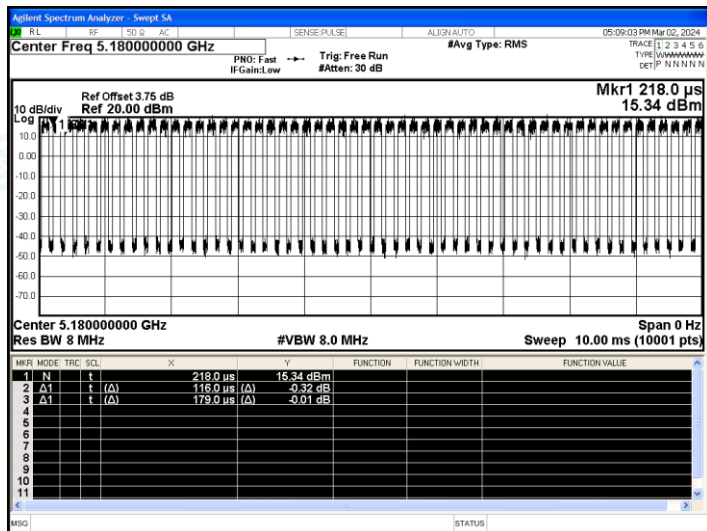 Agilent Spectrum Analyzer - Swept SA
RL RF 50 Ω AC SENSE:PULSE ALIGNAUTO 05:09:03 PM Mar 02, 2024
Center Freq 5.180000000 GHz #Avg Type: RMS TRACE 1 2 3 4 5 6
PNO: Fast Trig: Free Run TYPE
IFGain:Low #Atten: 30 dB DET P N N N N N
Ref Offset 3.75 dB Mkr1 218.0 µs
10 dB/div Ref 20.00 dBm 15.34 dBm
Log
1
10.0
0.00
-10.0
-20.0
-30.0
-40.0
-50.0
-60.0
-70.0
Center 5.180000000 GHz Span 0 Hz
Res BW 8 MHz #VBW 8.0 MHz Sweep 10.00 ms (10001 pts)
MKR MODE TRC SCL X Y FUNCTION FUNCTION WIDTH FUNCTION VALUE
1 N t 218.0 µs 15.34 dBm
2 Δ1 t (Δ) 116.0 µs (Δ) -0.32 dB
3 Δ1 t (Δ) 179.0 µs (Δ) -0.01 dB
4
5
6
7
8
9
10
11
MSG STATUS